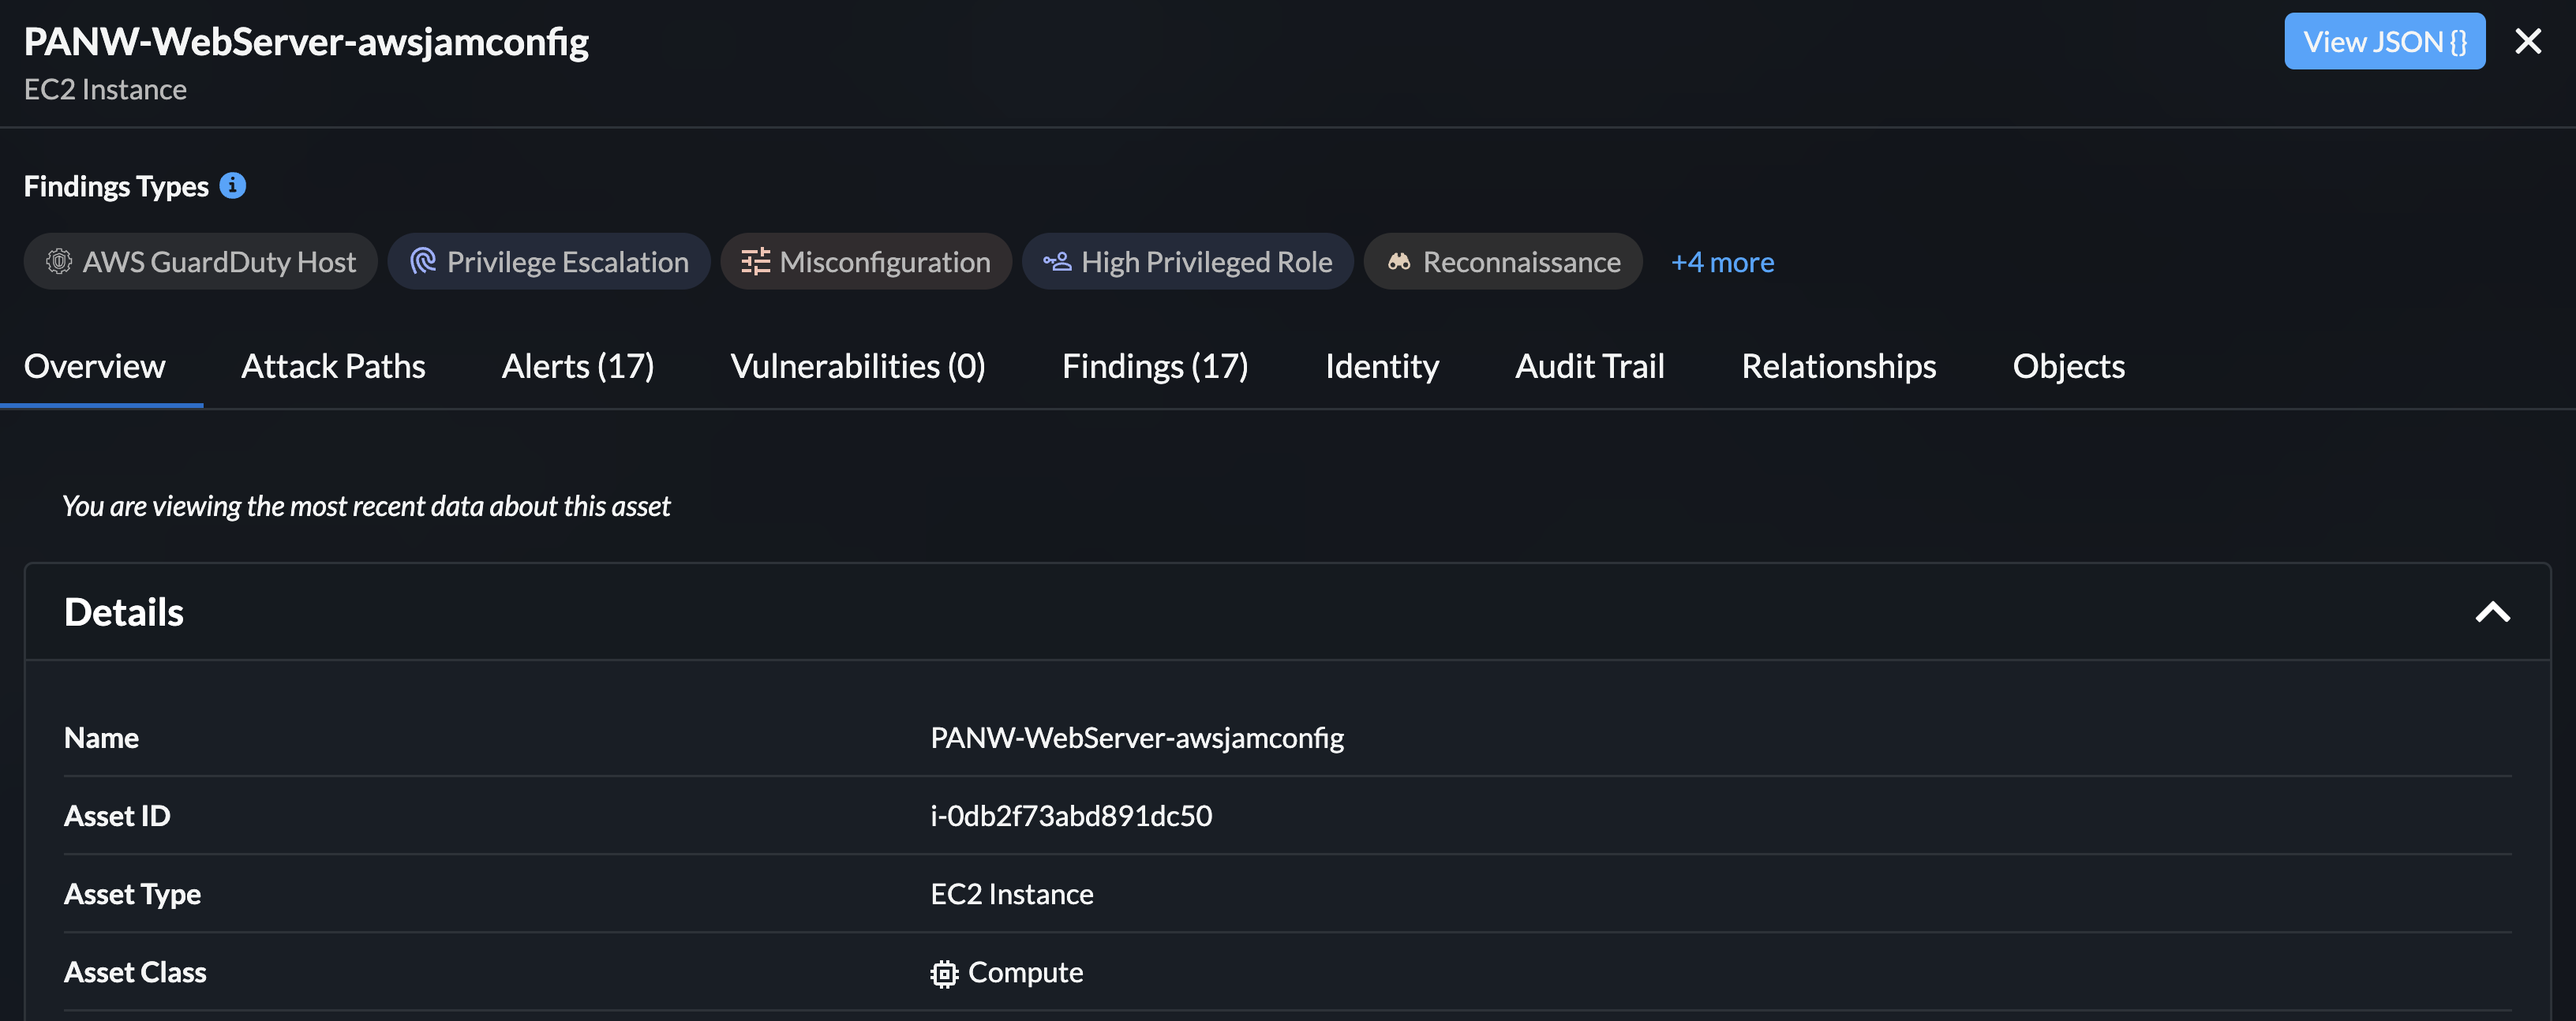 PANW-WebServer-awsjamconfig
View JSON {}
EC2 Instance
Findings Types
AWS GuardDuty Host
Privilege Escalation
Misconfiguration
High Privileged Role
Reconnaissance
+4 more
Overview
Attack Paths
Alerts (17)
Vulnerabilities (0)
Findings (17)
Identity
Audit Trail
Relationships
Objects
You are viewing the most recent data about this asset
Details
Name PANW-WebServer-awsjamconfig
Asset ID i-0db2f73abd891dc50
Asset Type EC2 Instance
Asset Class Compute